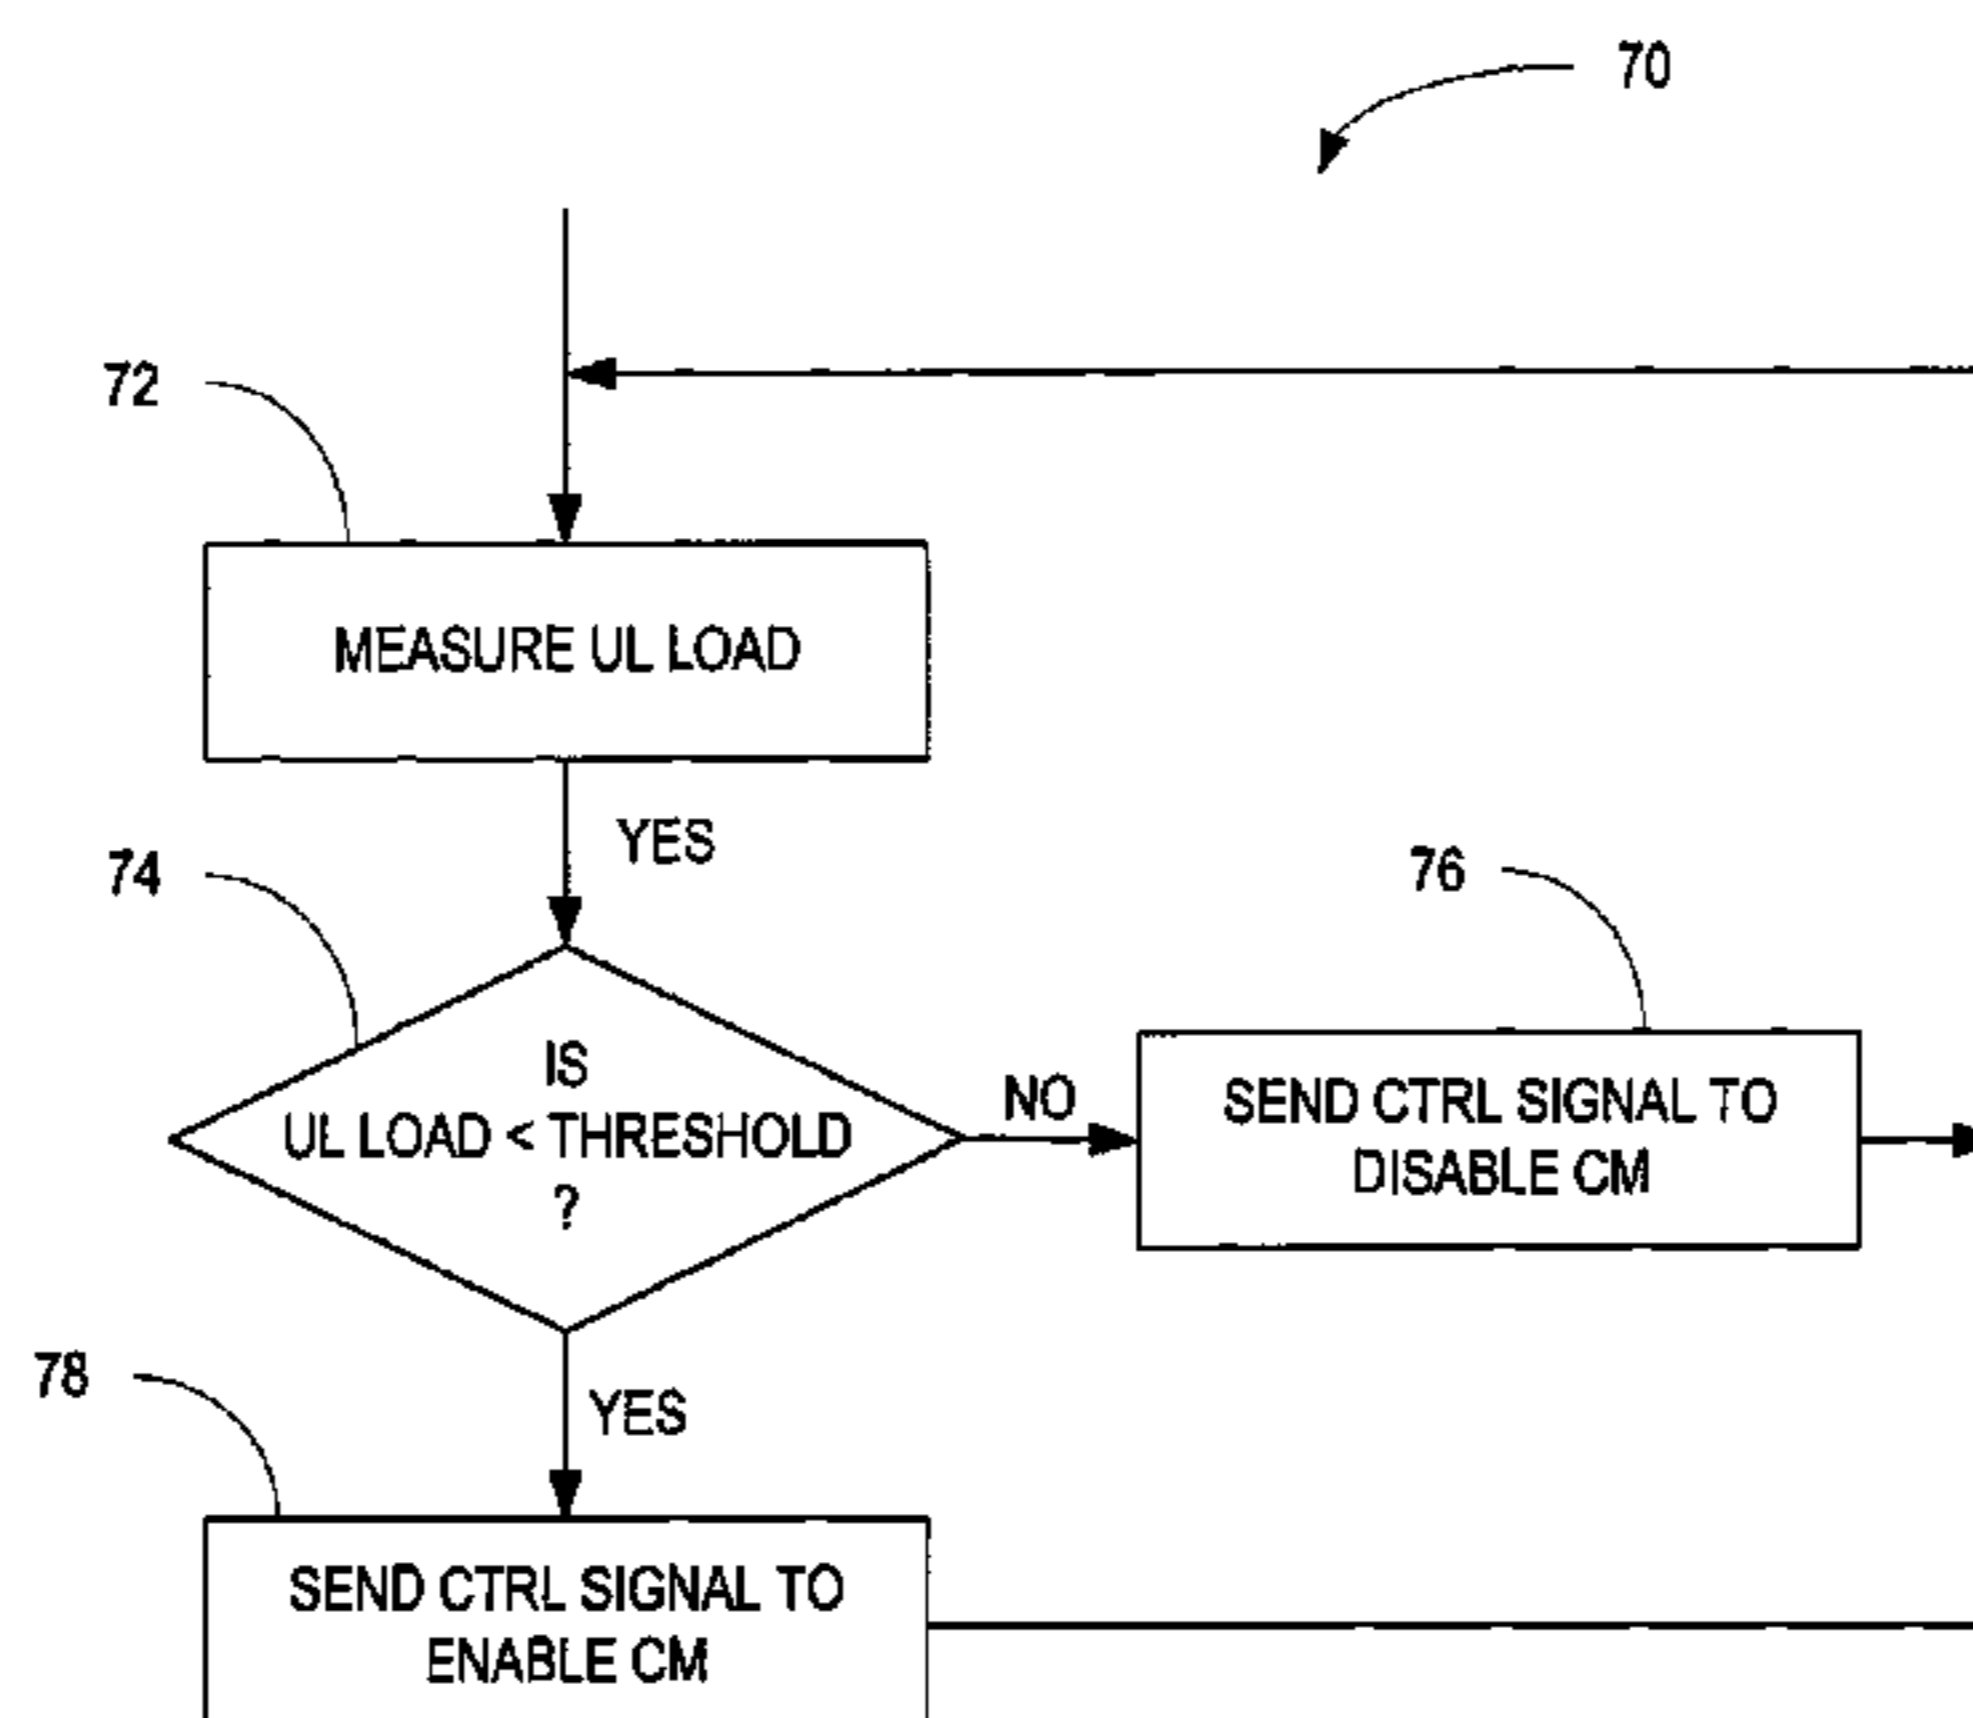 70
72
MEASURE UL LOAD
YES
74
76
IS
UL LOAD < THRESHOLD
?
NO
SEND CTRL SIGNAL TO
DISABLE CM
78
YES
SEND CTRL SIGNAL TO
ENABLE CM